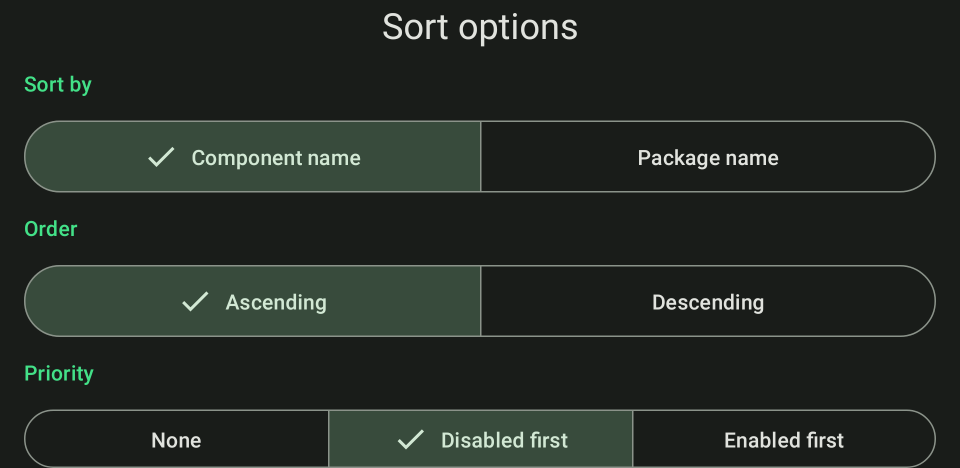 Sort options
Sort by
Component name Package name
Order
Ascending Descending
Priority
None Disabled first Enabled first